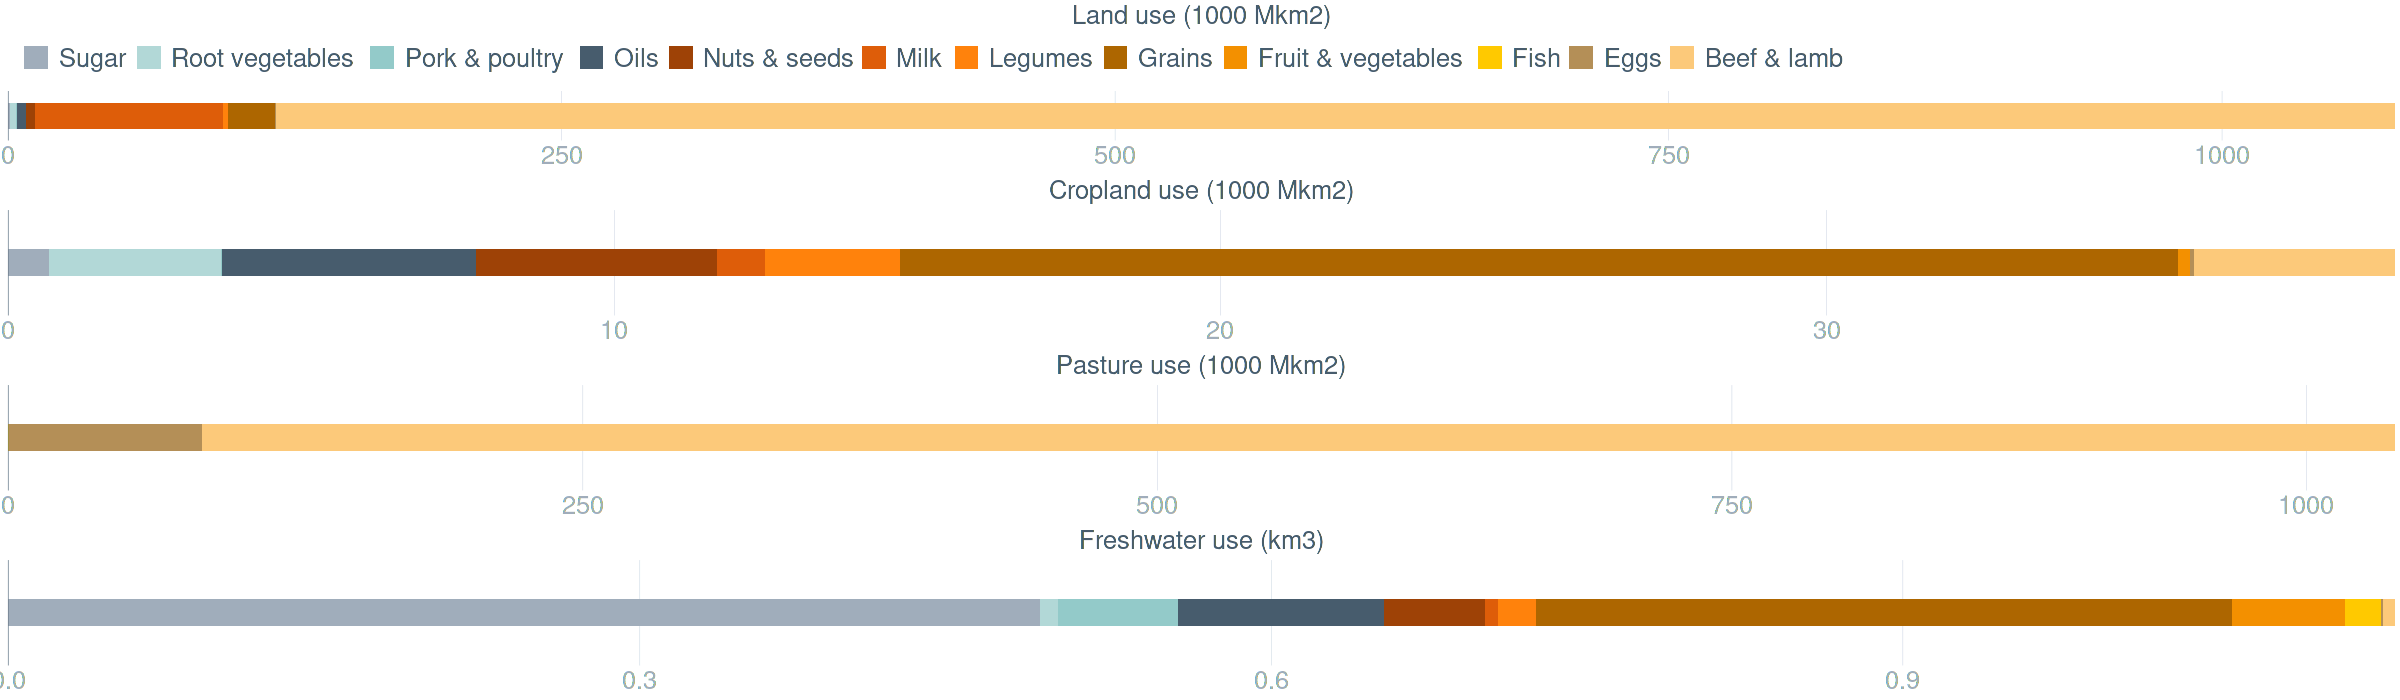 Land use (1000 Mkm2)
Sugar Root vegetables Pork & poultry Oils Nuts & seeds Milk Legumes Grains Fruit & vegetables Fish Eggs Beef & lamb
0 250 500 750 1000
Cropland use (1000 Mkm2)
0 10 20 30
Pasture use (1000 Mkm2)
0 250 500 750 1000
Freshwater use (km3)
0.0 0.3 0.6 0.9